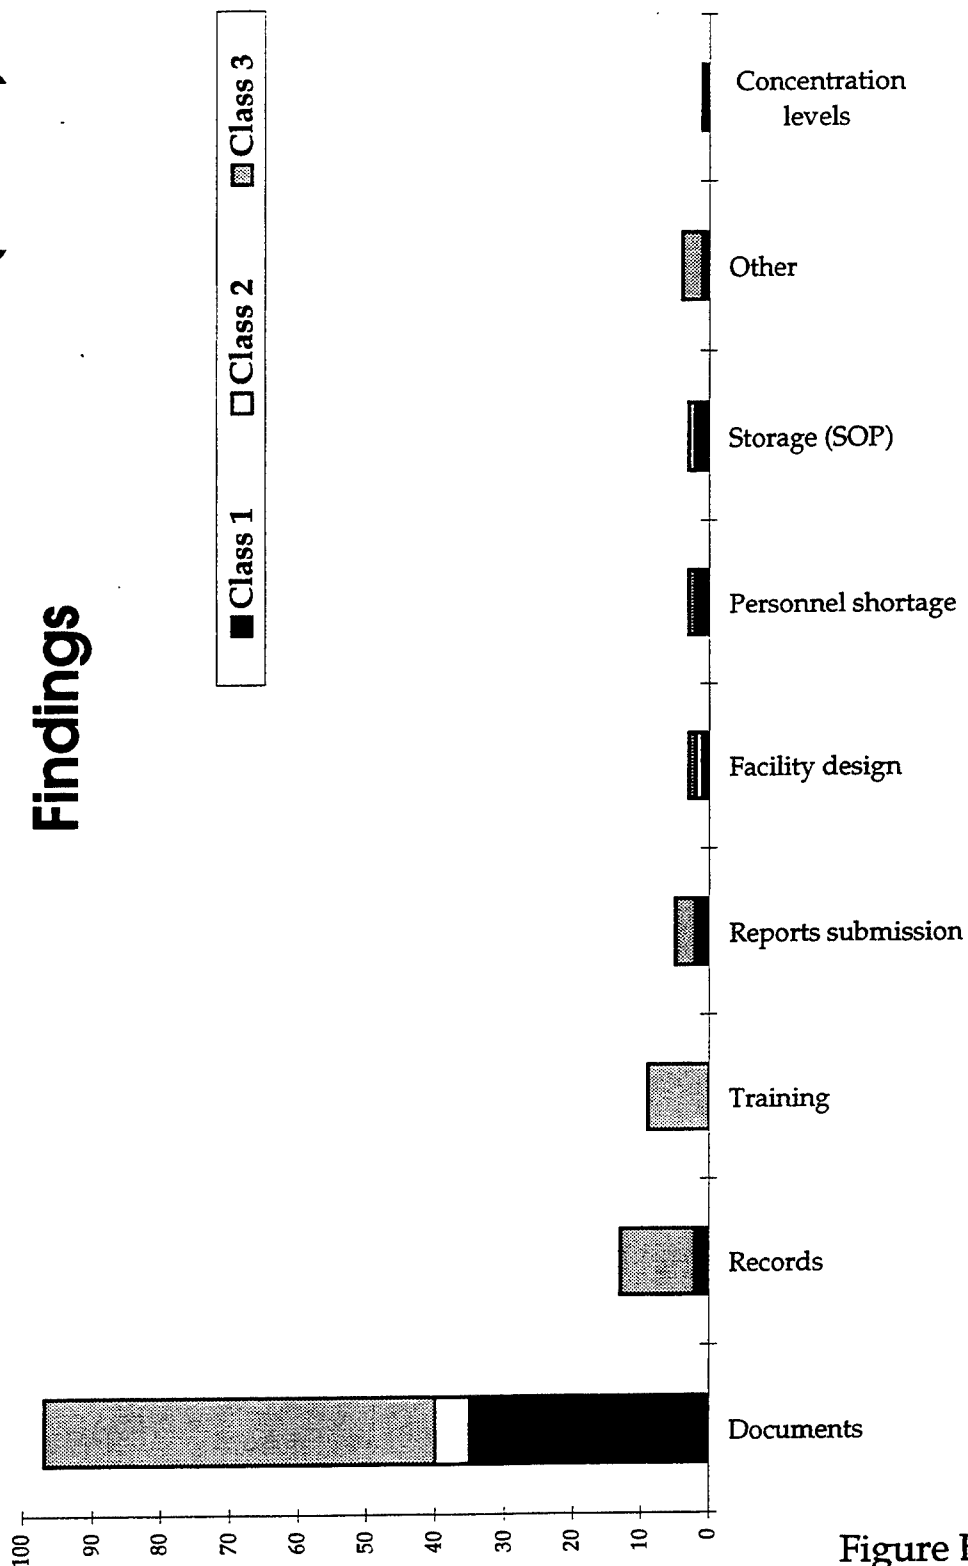 Findings
Class 1 Class 2 Class 3
100
90
80
70
60
50
40
30
20
10
0
Documents
Records
Training
Reports submission
Facility design
Personnel shortage
Storage (SOP)
Other
Concentration
levels
Figure